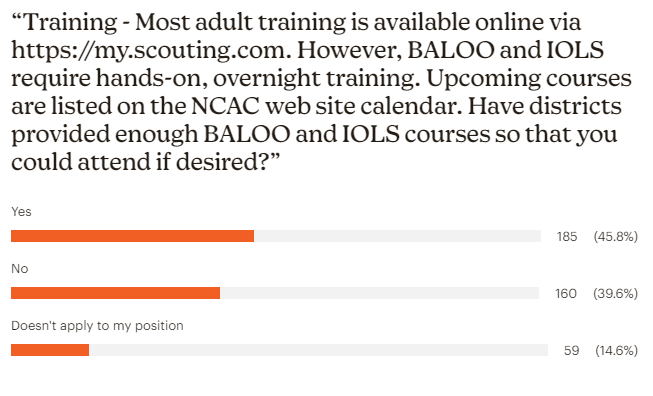 “Training - Most adult training is available online via
https://my.scouting.com. However, BALOO and IOLS
require hands-on, overnight training. Upcoming courses
are listed on the NCAC web site calendar. Have districts
provided enough BALOO and IOLS courses so that you
could attend if desired?”
Yes
185 (45.8%)
No
160 (39.6%)
Doesn't apply to my position
59 (14.6%)